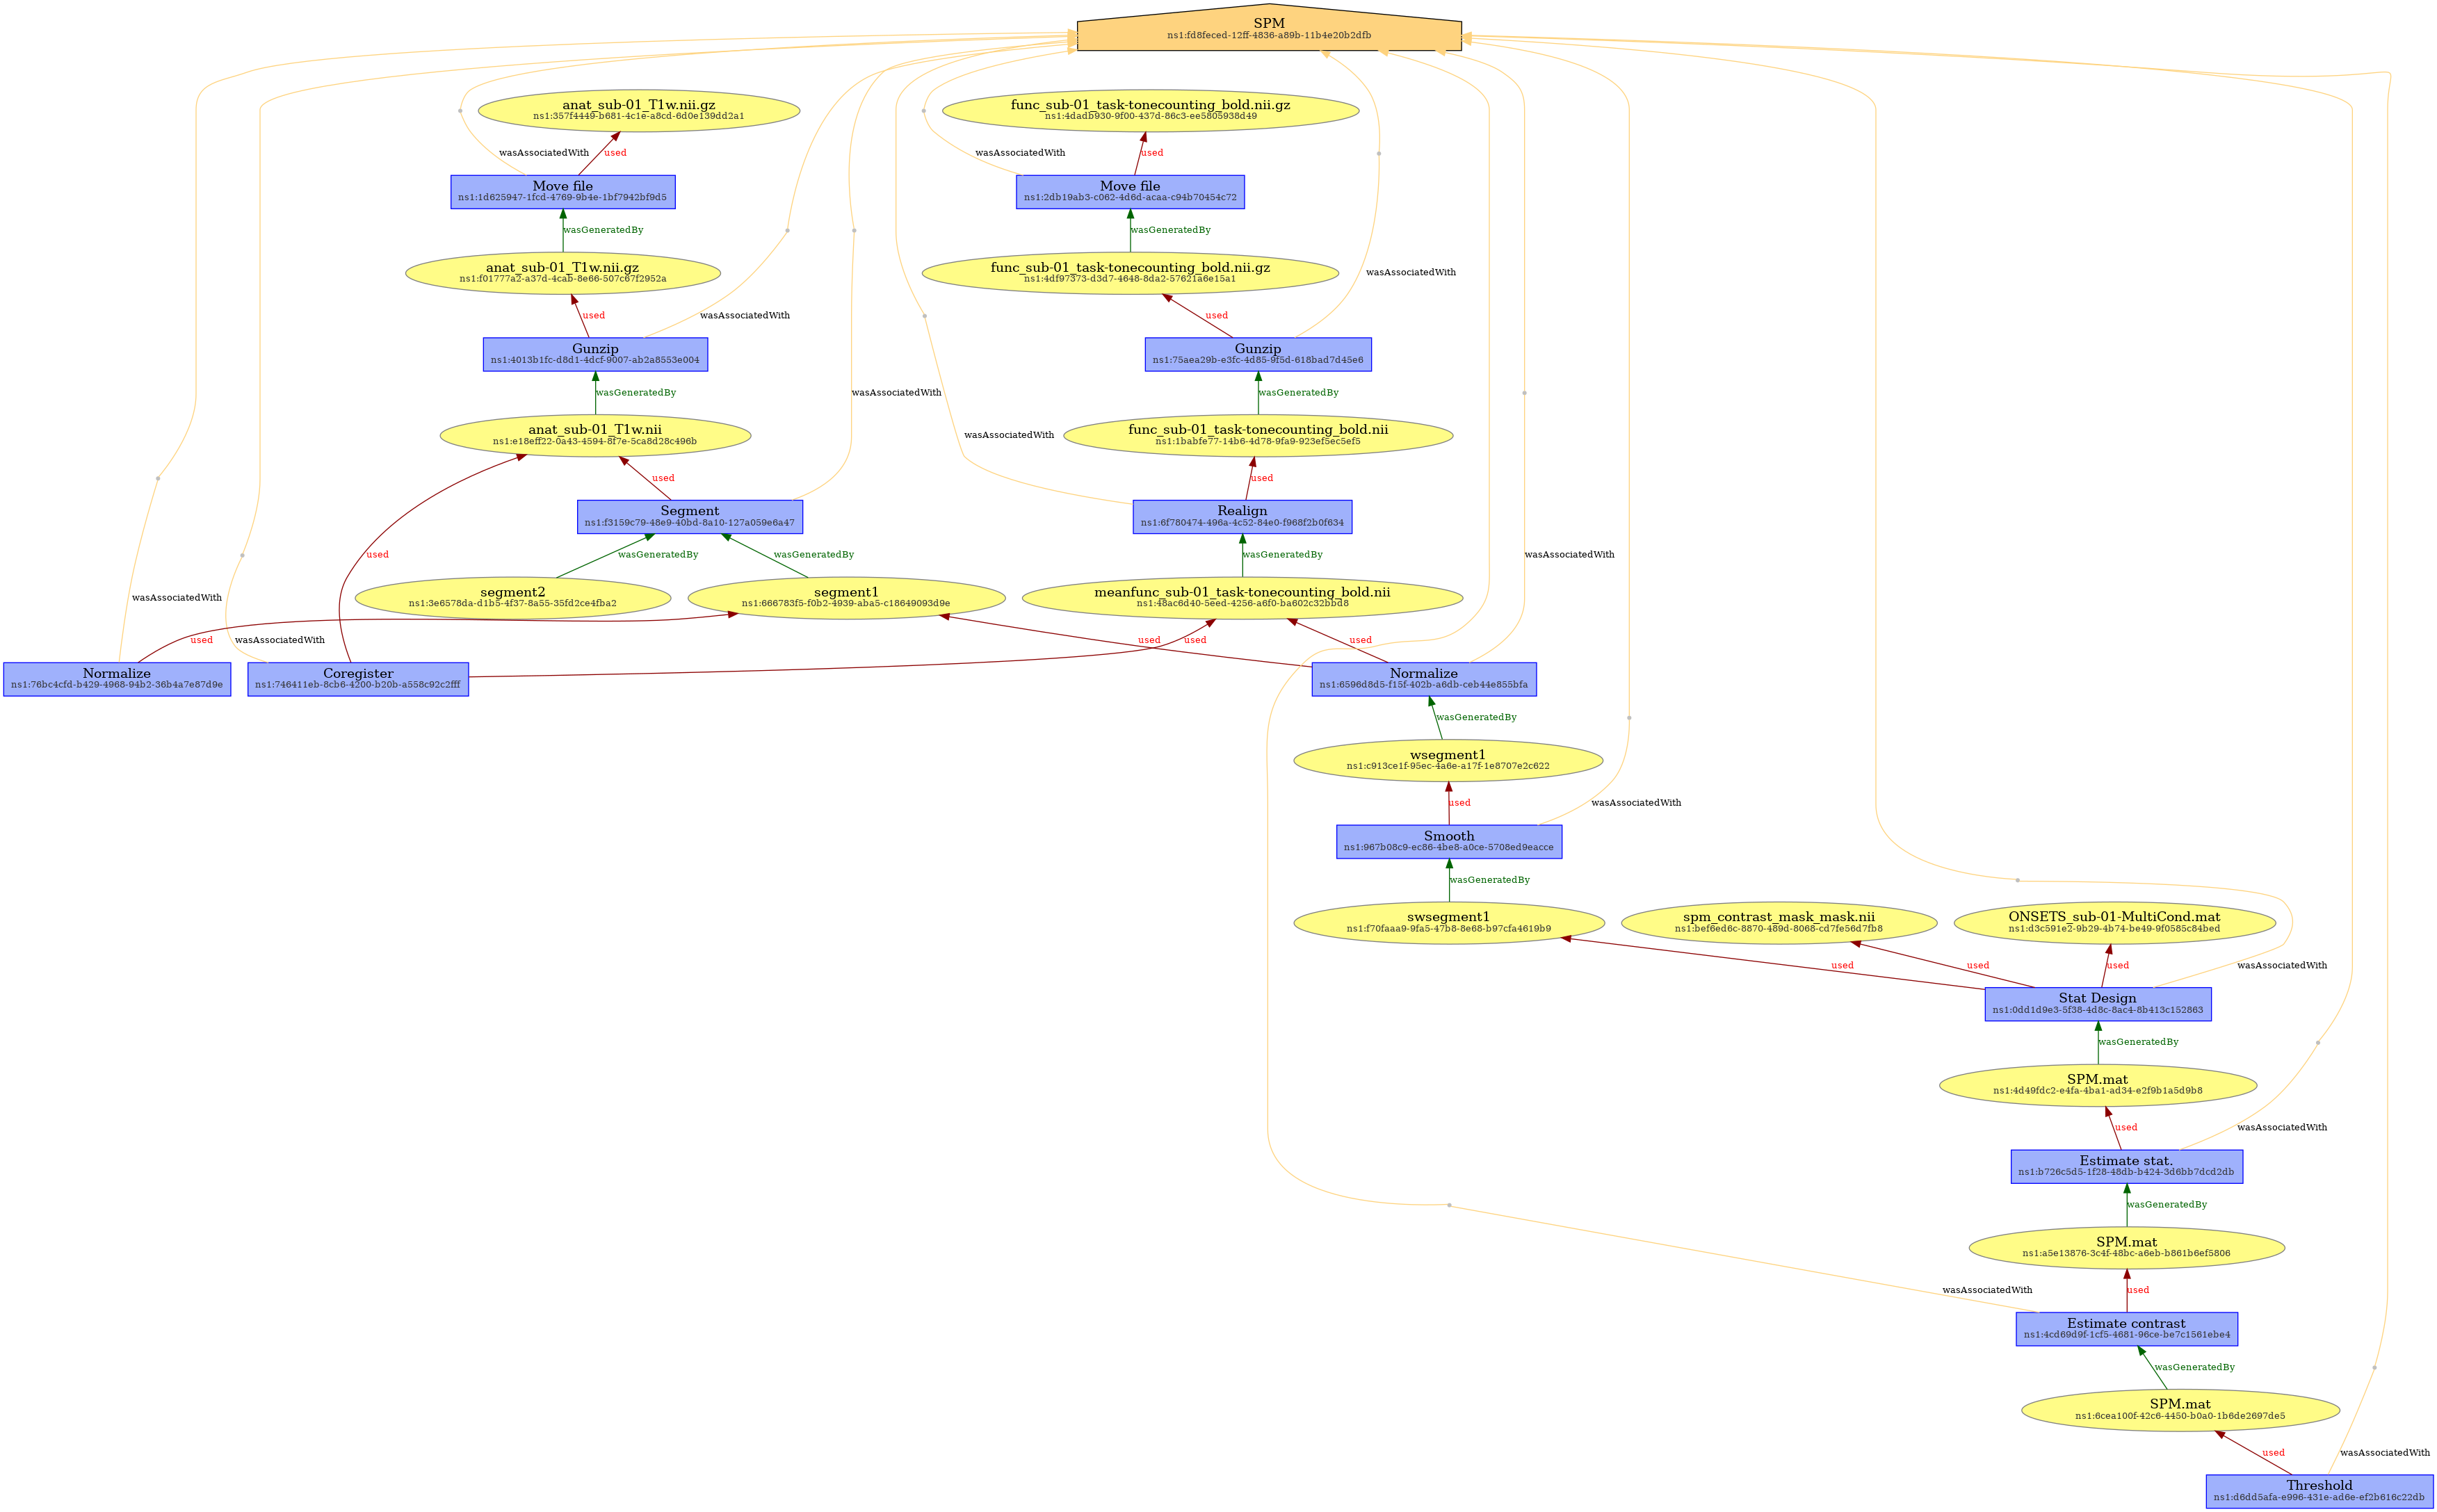 SPM
ns1:fd8feced-12ff-4836-a89b-11b4e20b2dfb
anat_sub-01_T1w.nii.gz
ns1:357f4449-b681-4c1e-a8cd-6d0e139dd2a1
func_sub-01_task-tonecounting_bold.nii.gz
ns1:4dadb930-9f00-437d-86c3-ee5805938d49
wasAssociatedWith
used
wasAssociatedWith
used
Move file
ns1:1d625947-1fcd-4769-9b4e-1bf7942bf9d5
Move file
ns1:2db19ab3-c062-4d6d-acaa-c94b70454c72
wasGeneratedBy
wasGeneratedBy
anat_sub-01_T1w.nii.gz
ns1:f01777a2-a37d-4cab-8e66-507c67f2952a
func_sub-01_task-tonecounting_bold.nii.gz
ns1:4df97373-d3d7-4648-8da2-57621a6e15a1
wasAssociatedWith
used
wasAssociatedWith
used
Gunzip
ns1:4013b1fc-d8d1-4dcf-9007-ab2a8553e004
Gunzip
ns1:75aea29b-e3fc-4d85-9f5d-618bad7d45e6
wasGeneratedBy
wasAssociatedWith
wasGeneratedBy
anat_sub-01_T1w.nii
ns1:e18eff22-0a43-4594-8f7e-5ca8d28c496b
wasAssociatedWith
func_sub-01_task-tonecounting_bold.nii
ns1:1babfe77-14b6-4d78-9fa9-923ef5ec5ef5
used
used
Segment
ns1:f3159c79-48e9-40bd-8a10-127a059e6a47
Realign
ns1:6f780474-496a-4c52-84e0-f968f2b0f634
used
wasGeneratedBy
wasGeneratedBy
wasGeneratedBy
wasAssociatedWith
wasAssociatedWith
segment2
ns1:3e6578da-d1b5-4f37-8a55-35fd2ce4fba2
segment1
ns1:666783f5-f0b2-4939-aba5-c18649093d9e
meanfunc_sub-01_task-tonecounting_bold.nii
ns1:48ac6d40-5eed-4256-a6f0-ba602c32bbd8
used
wasAssociatedWith
used
used
used
Normalize
ns1:76bc4cfd-b429-4968-94b2-36b4a7e87d9e
Coregister
ns1:746411eb-8cb6-4200-b20b-a558c92c2fff
Normalize
ns1:6596d8d5-f15f-402b-a6db-ceb44e855bfa
wasGeneratedBy
wsegment1
ns1:c913ce1f-95ec-4a6e-a17f-1e8707e2c622
used
wasAssociatedWith
Smooth
ns1:967b08c9-ec86-4be8-a0ce-5708ed9eacce
wasGeneratedBy
swsegment1
ns1:f70faaa9-9fa5-47b8-8e68-b97cfa4619b9
spm_contrast_mask_mask.nii
ns1:bef6ed6c-8870-489d-8068-cd7fe56d7fb8
ONSETS_sub-01-MultiCond.mat
ns1:d3c591e2-9b29-4b74-be49-9f0585c84bed
used
used
used
wasAssociatedWith
Stat Design
ns1:0dd1d9e3-5f38-4d8c-8ac4-8b413c152863
wasGeneratedBy
SPM.mat
ns1:4d49fdc2-e4fa-4ba1-ad34-e2f9b1a5d9b8
used
wasAssociatedWith
Estimate stat.
ns1:b726c5d5-1f28-48db-b424-3d6bb7dcd2db
wasGeneratedBy
SPM.mat
ns1:a5e13876-3c4f-48bc-a6eb-b861b6ef5806
wasAssociatedWith
used
Estimate contrast
ns1:4cd69d9f-1cf5-4681-96ce-be7c1561ebe4
wasGeneratedBy
SPM.mat
ns1:6cea100f-42c6-4450-b0a0-1b6de2697de5
used
wasAssociatedWith
Threshold
ns1:d6dd5afa-e996-431e-ad6e-ef2b616c22db